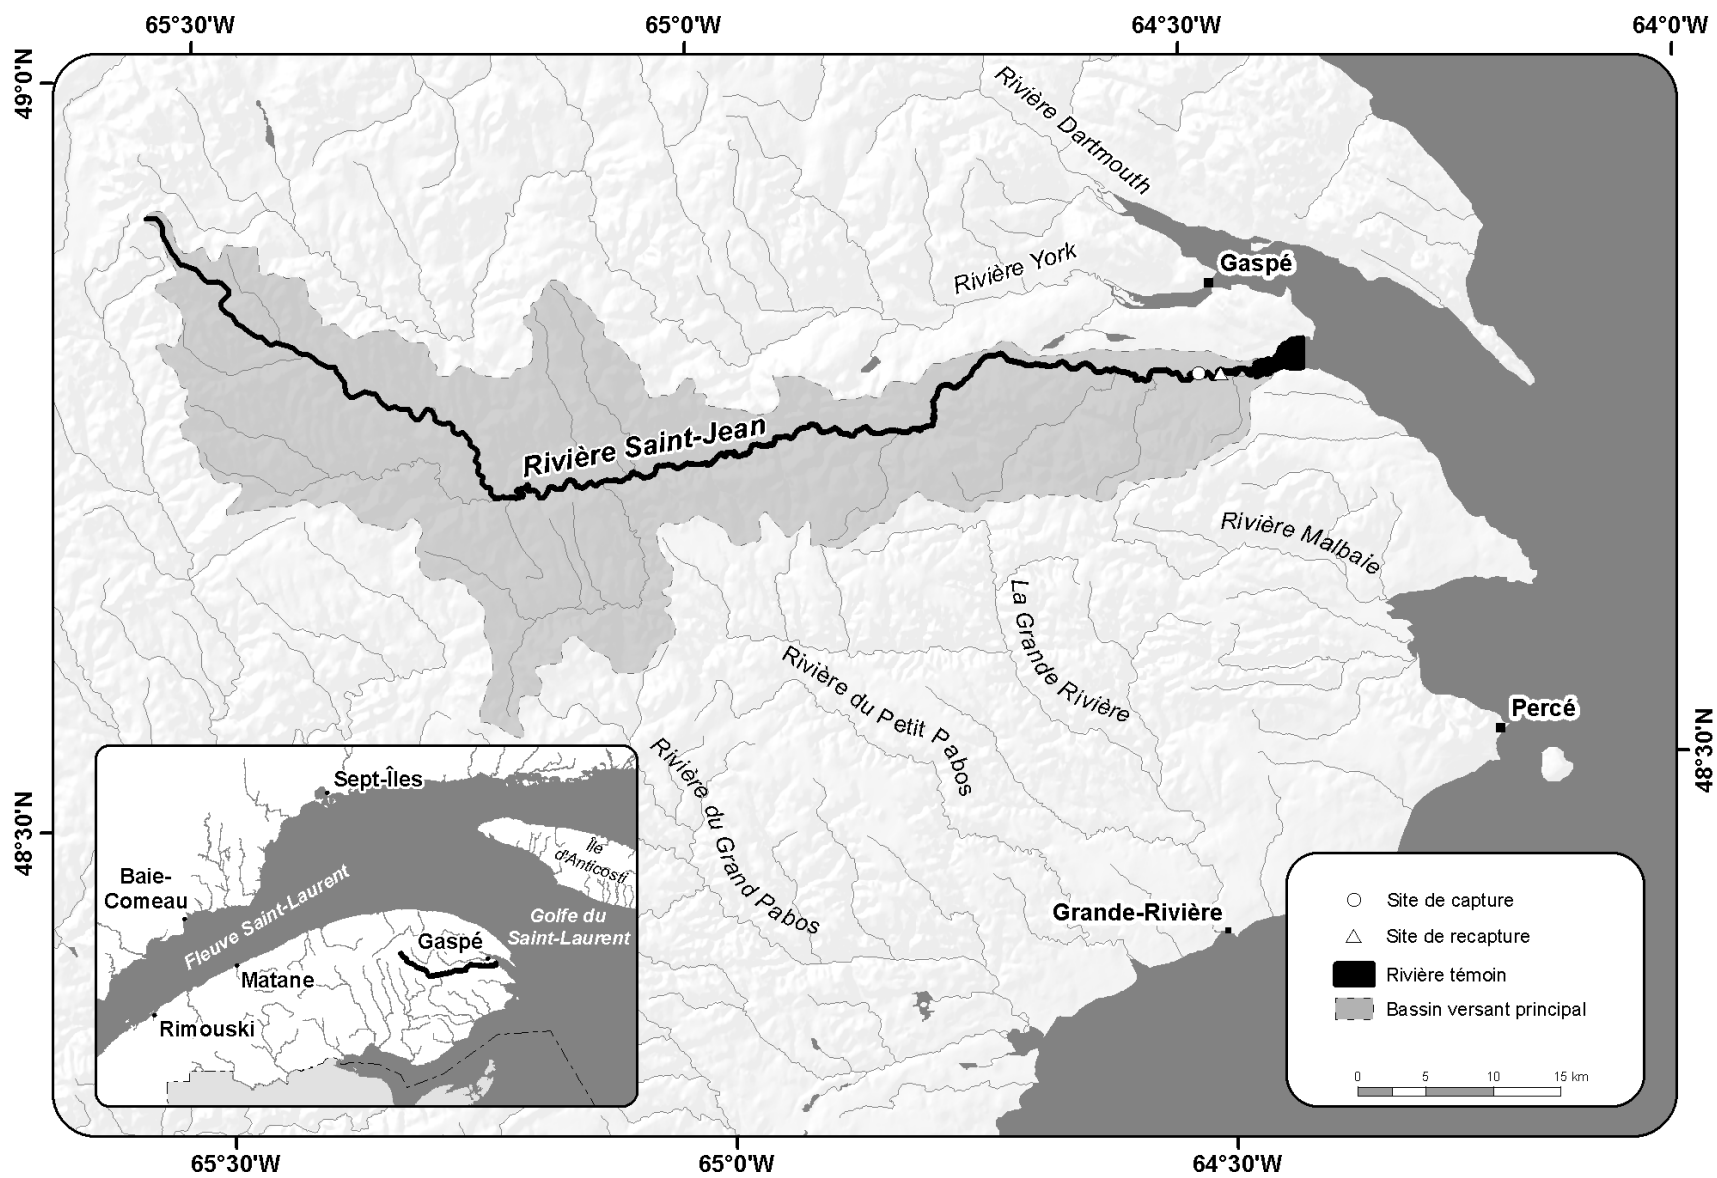 65°30'W
65°0'W
64°30'W
64°0'W
49°0'N
Rivière Dartmouth
Rivière York
Gaspé
Rivière Saint-Jean
Rivière Malbaie
La Grande Rivière
Rivière du Petit Pabos
Rivière du Grand Pabos
Percé
48°30'N
48°30'N
Grande-Rivière
Sept-Îles
Île
d'Anticosti
Baie-
Comeau
Fleuve Saint-Laurent
Golfe du
Saint-Laurent
Gaspé
Matane
Rimouski
Site de capture
Site de recapture
Rivière témoin
Bassin versant principal
0 5 10 15 km
65°30'W
65°0'W
64°30'W